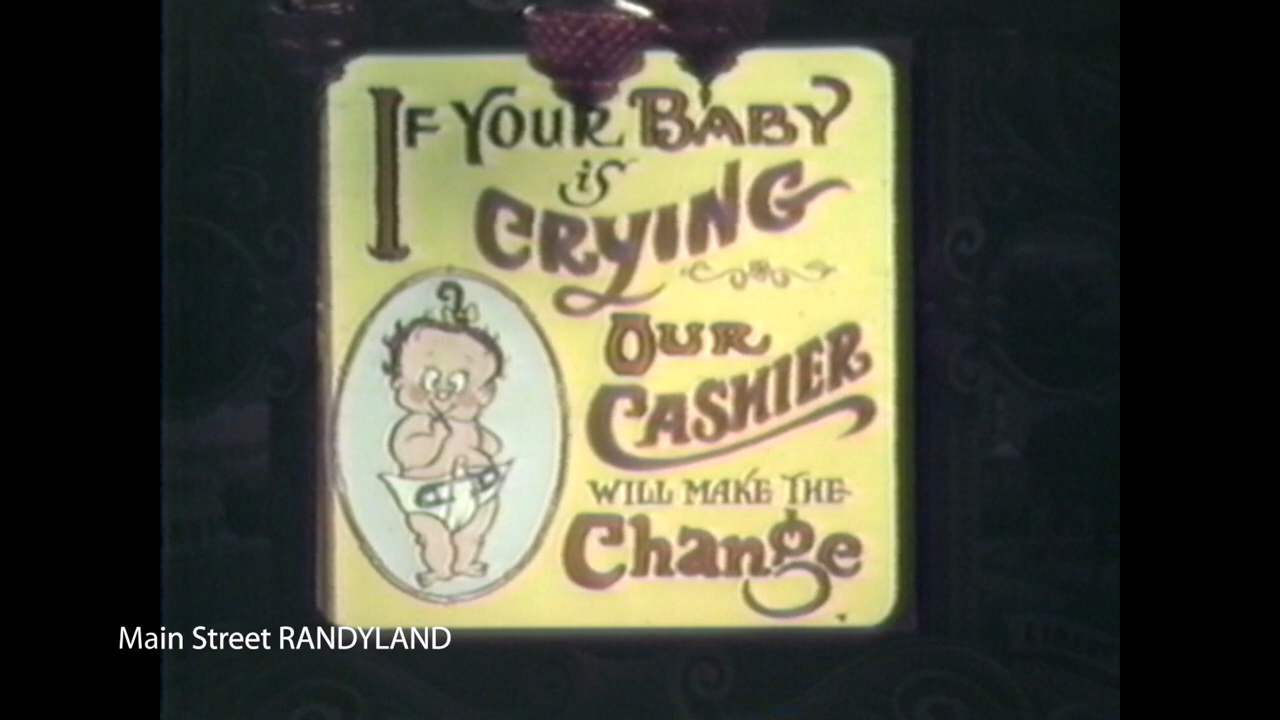 IF YOUR BABY
is
CRYING
OUR
CASHIER
WILL MAKE THE
Change
Main Street RANDYLAND